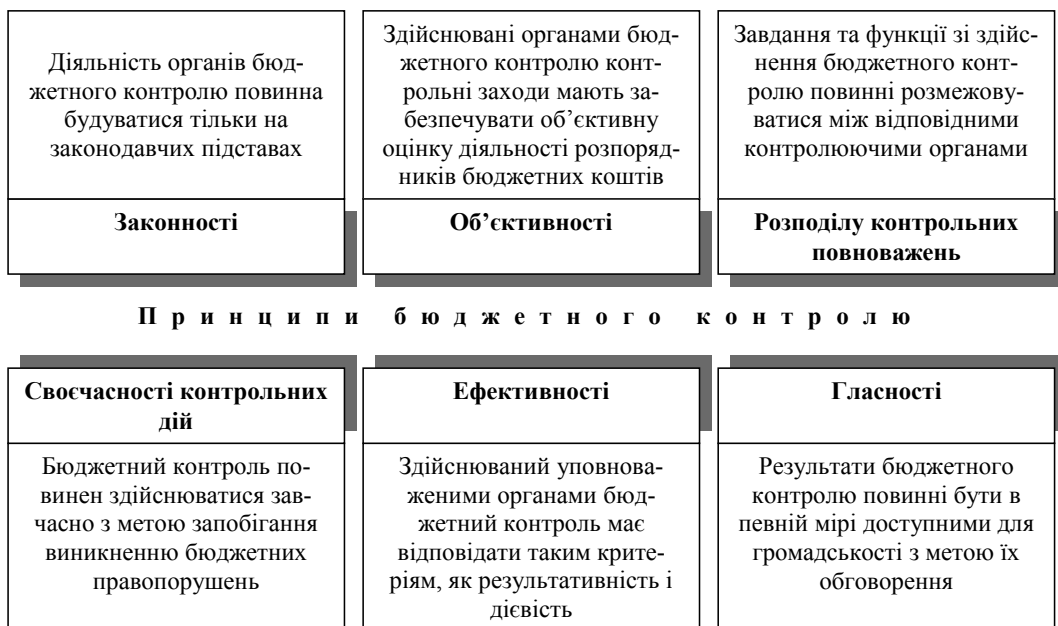 Діяльність органів бюд-
жетного контролю повинна
будуватися тільки на
законодавчих підставах
Законності
Здійснювані органами бюд-
жетного контролю конт-
рольні заходи мають за-
безпечувати об’єктивну
оцінку діяльності розпоряд-
ників бюджетних коштів
Об’єктивності
Завдання та функції зі здійс-
нення бюджетного конт-
ролю повинні розмежову-
ватися між відповідними
контролюючими органами
Розподілу контрольних
повноважень
Принципи бюджетного контролю
Своєчасності контрольних
дій
Бюджетний контроль по-
винен здійснюватися зав-
часно з метою запобігання
виникненню бюджетних
правопорушень
Ефективності
Здійснюваний уповнова-
женими органами бюд-
жетний контроль має
відповідати таким крите-
ріям, як результативність і
дієвість
Гласності
Результати бюджетного
контролю повинні бути в
певній мірі доступними для
громадськості з метою їх
обговорення